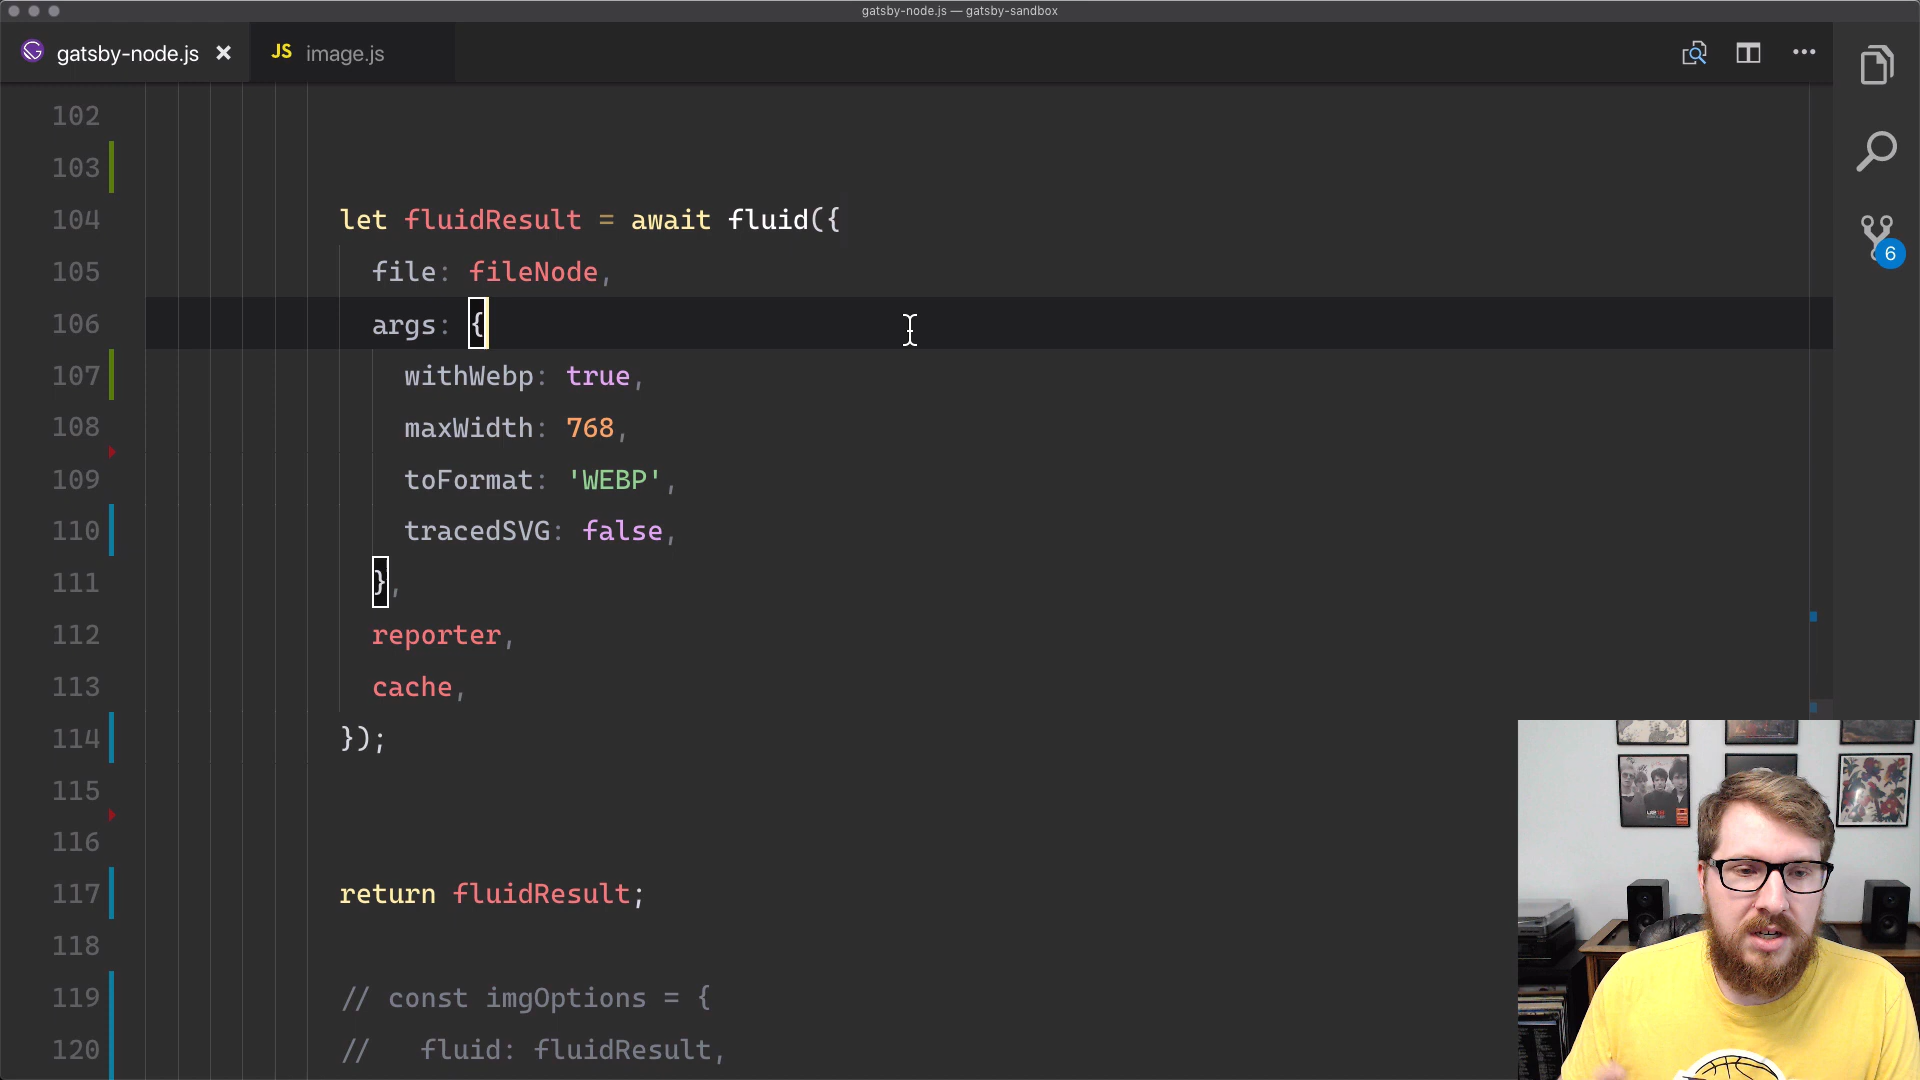 gatsby-node.js — gatsby-sandbox
gatsby-node.js
JS image.js
102
103
104 let fluidResult = await fluid({
105 file: fileNode,
106 args: {
107 withWebp: true,
108 maxWidth: 768,
109 toFormat: 'WEBP',
110 tracedSVG: false,
111 },
112 reporter,
113 cache,
114 });
115
116
117 return fluidResult;
118
119 // const imgOptions = {
120 // fluid: fluidResult,
6